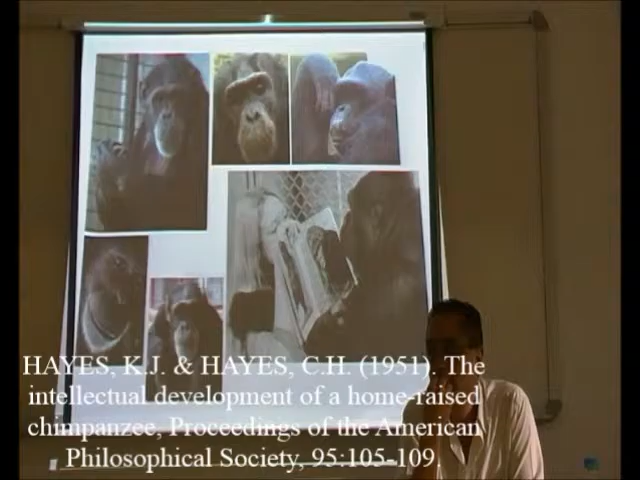 HAYES, K.J. & HAYES, C.H. (1951). The
intellectual development of a home-raised
chimpanzee, Proceedings of the American
Philosophical Society, 95:105-109.